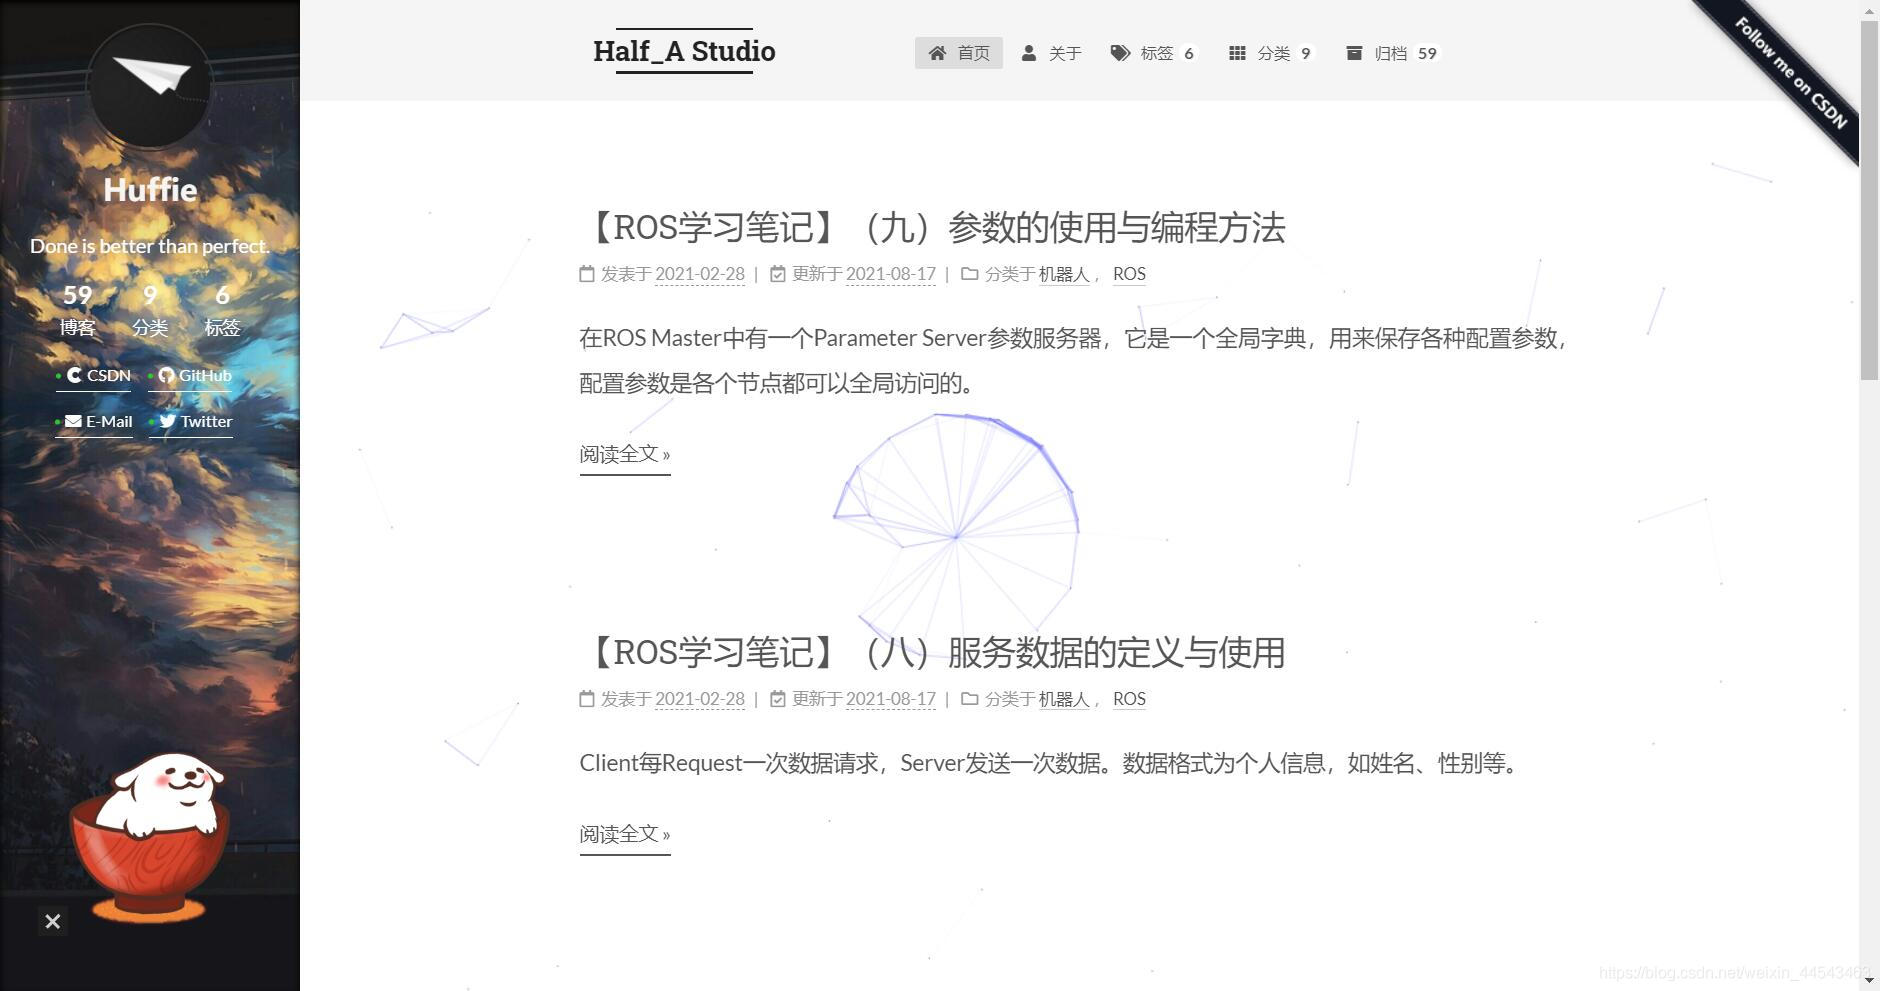 Huffie
Done is better than perfect.
59 9 6
博客 分类 标签
CSDN GitHub
E-Mail Twitter
Half_A Studio
首页 关于 标签 6 分类 9 归档 59
Follow me on CSDN
【ROS学习笔记】（九）参数的使用与编程方法
发表于 2021-02-28 | 更新于 2021-08-17 | 分类于 机器人 ， ROS
在ROS Master中有一个Parameter Server参数服务器，它是一个全局字典，用来保存各种配置参数，
配置参数是各个节点都可以全局访问的。
阅读全文 »
【ROS学习笔记】（八）服务数据的定义与使用
发表于 2021-02-28 | 更新于 2021-08-17 | 分类于 机器人 ， ROS
Client每Request一次数据请求，Server发送一次数据。数据格式为个人信息，如姓名、性别等。
阅读全文 »
https://blog.csdn.net/weixin_44543463